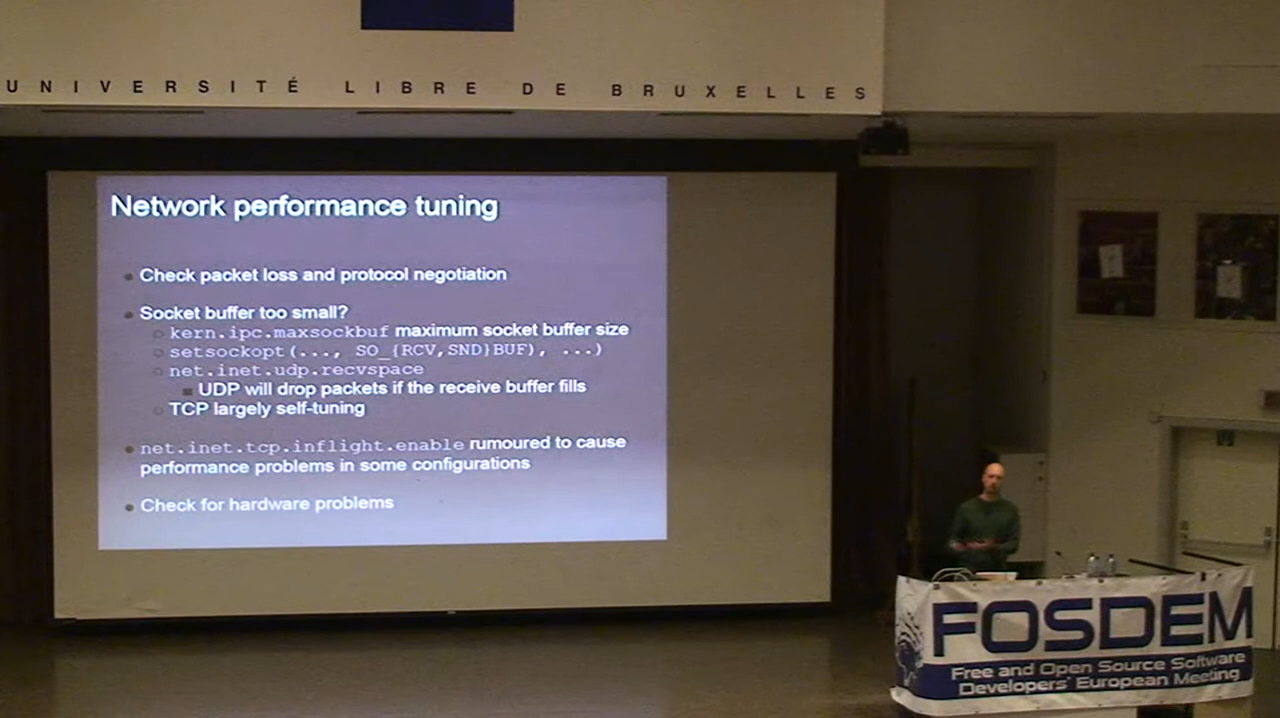 UNIVERSITÉ LIBRE DE BRUXELLES
Network performance tuning
Check packet loss and protocol negotiation
Socket buffer too small?
kern.ipc.maxsockbuf maximum socket buffer size
setsockopt(..., SO_{RCV,SND}BUF), ...)
net.inet.udp.recvspace
UDP will drop packets if the receive buffer fills
TCP largely self-tuning
net.inet.tcp.inflight.enable rumoured to cause
performance problems in some configurations
Check for hardware problems
FOSDEM
Free and Open Source Software
Developers' European Meeting